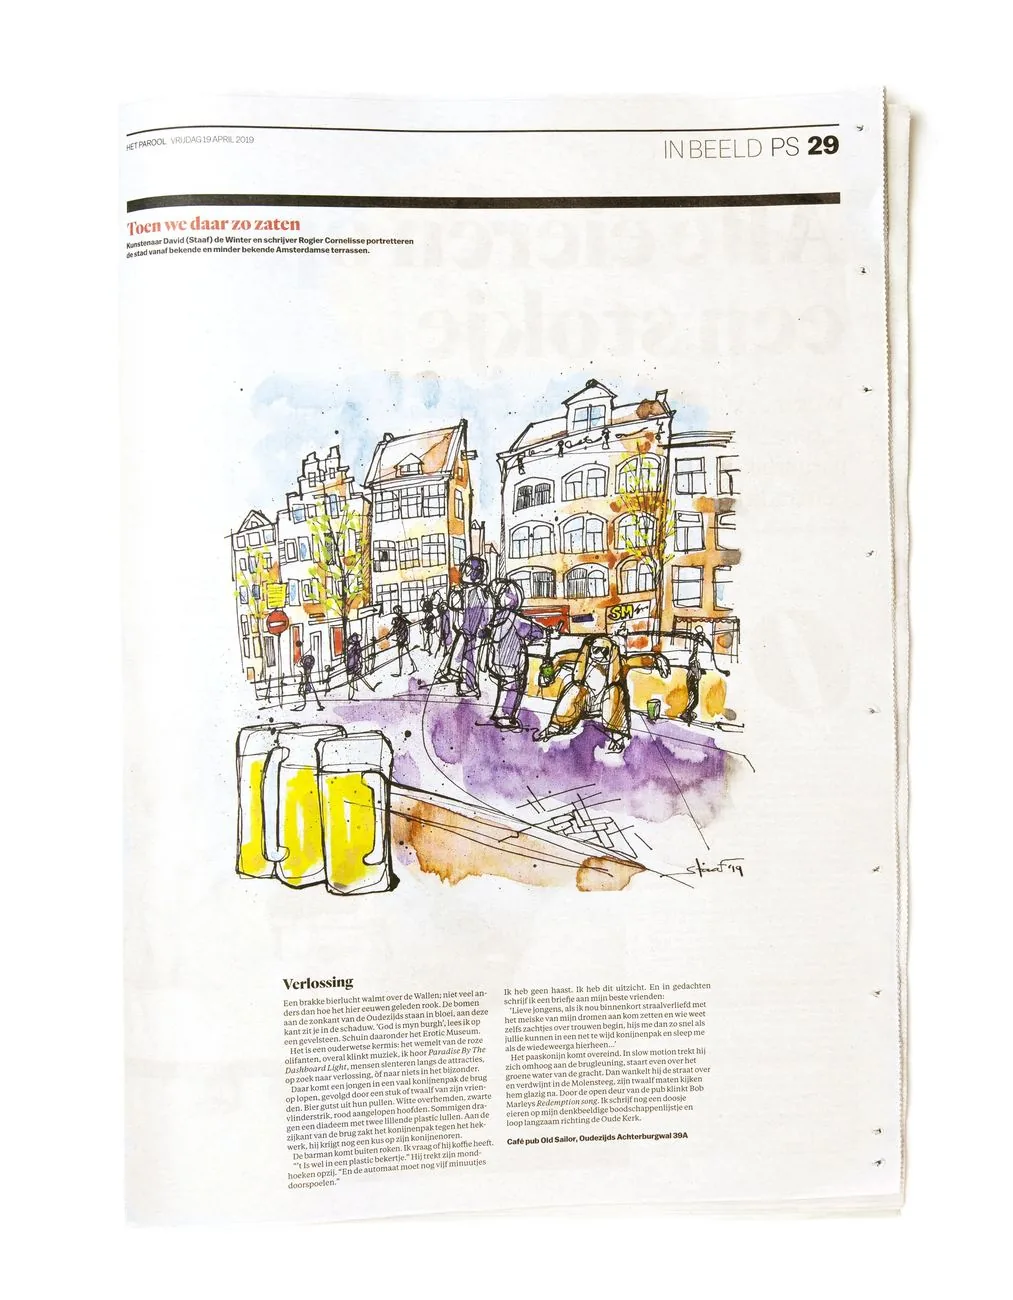 HET PAROOL VRIJDAG 19 APRIL 2019
IN BEELD PS 29
Toen we daar zo zaten
Kunstenaar David (Staaf) de Winter en schrijver Rogier Cornelisse portretteren
de stad vanaf bekende en minder bekende Amsterdamse terrassen.
SM
Staaf '19
Verlossing
Een brakke bierlucht walmt over de Wallen; niet veel an-
ders dan hoe het hier eeuwen geleden rook. De bomen
aan de zonkant van de Oudezijds staan in bloei, aan deze
kant zit je in de schaduw. 'God is myn burgh', lees ik op
een gevelsteen. Schuin daaronder het Erotic Museum.
Het is een ouderwetse kermis: het wemelt van de roze
olifanten, overal klinkt muziek, ik hoor Paradise By The
Dashboard Light, mensen slenteren langs de attracties,
op zoek naar verlossing, óf naar niets in het bijzonder.
Daar komt een jongen in een vaal konijnenpak de brug
op lopen, gevolgd door een stuk of twaalf van zijn vrien-
den. Bier gutst uit hun pullen. Witte overhemden, zwarte
vlinderstrik, rood aangelopen hoofden. Sommigen dra-
gen een diadeem met twee lillende plastic lullen. Aan de
zijkant van de brug zakt het konijnenpak tegen het hek-
werk, hij krijgt nog een kus op zijn konijnenoren.
De barman komt buiten roken. Ik vraag of hij koffie heeft.
"'t Is wel in een plastic bekertje." Hij trekt zijn mond-
hoeken opzij. "En de automaat moet nog vijf minuutjes
doorspoelen."
Ik heb geen haast. Ik heb dit uitzicht. En in gedachten
schrijf ik een briefje aan mijn beste vrienden:
'Lieve jongens, als ik nou binnenkort straalverliefd met
het meiske van mijn dromen aan kom zetten en wie weet
zelfs zachtjes over trouwen begin, hijs me dan zo snel als
jullie kunnen in een net te wijd konijnenpak en sleep me
als de wiedeweerga hierheen...'
Het paaskonijn komt overeind. In slow motion trekt hij
zich omhoog aan de brugleuning, staart even over het
groene water van de gracht. Dan wankelt hij de straat over
en verdwijnt in de Molensteeg, zijn twaalf maten kijken
hem glazig na. Door de open deur van de pub klinkt Bob
Marleys Redemption song. Ik schrijf nog een doosje
eieren op mijn denkbeeldige boodschappenlijstje en
loop langzaam richting de Oude Kerk.
Café pub Old Sailor, Oudezijds Achterburgwal 39A